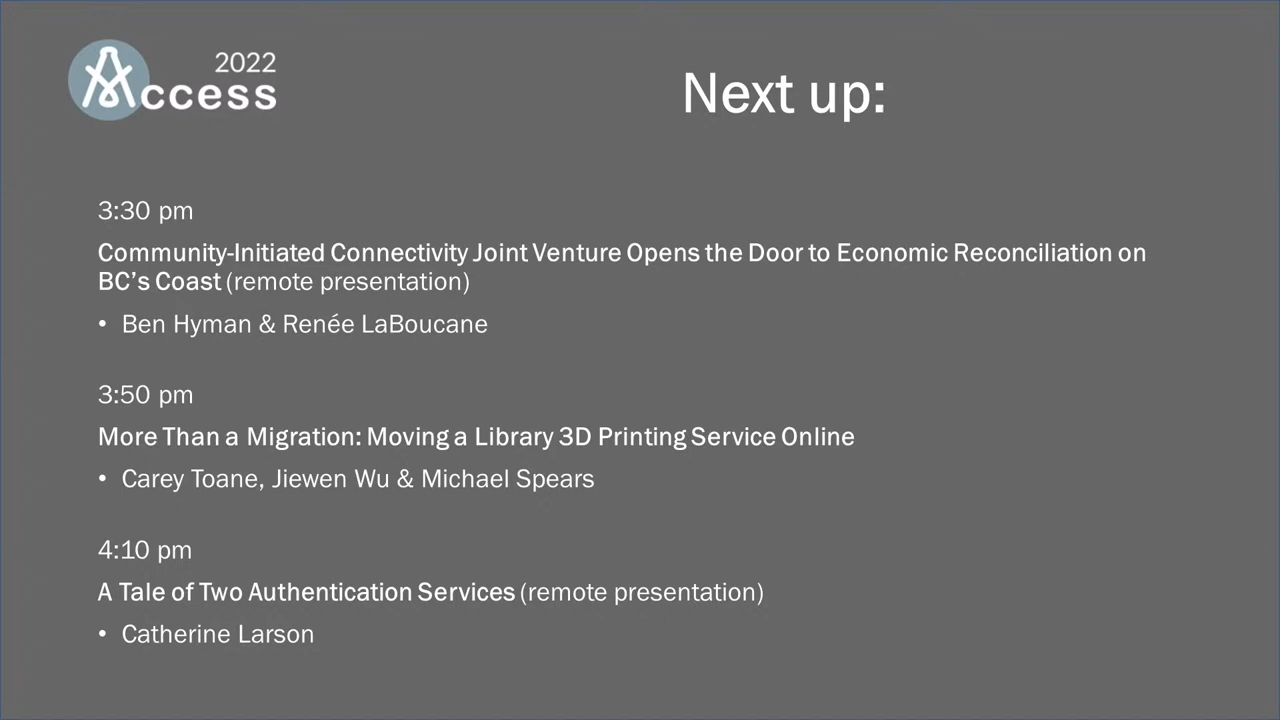 2022
Access
Next up:
3:30 pm
Community-Initiated Connectivity Joint Venture Opens the Door to Economic Reconciliation on
BC’s Coast (remote presentation)
• Ben Hyman & Renée LaBoucane
3:50 pm
More Than a Migration: Moving a Library 3D Printing Service Online
• Carey Toane, Jiewen Wu & Michael Spears
4:10 pm
A Tale of Two Authentication Services (remote presentation)
• Catherine Larson